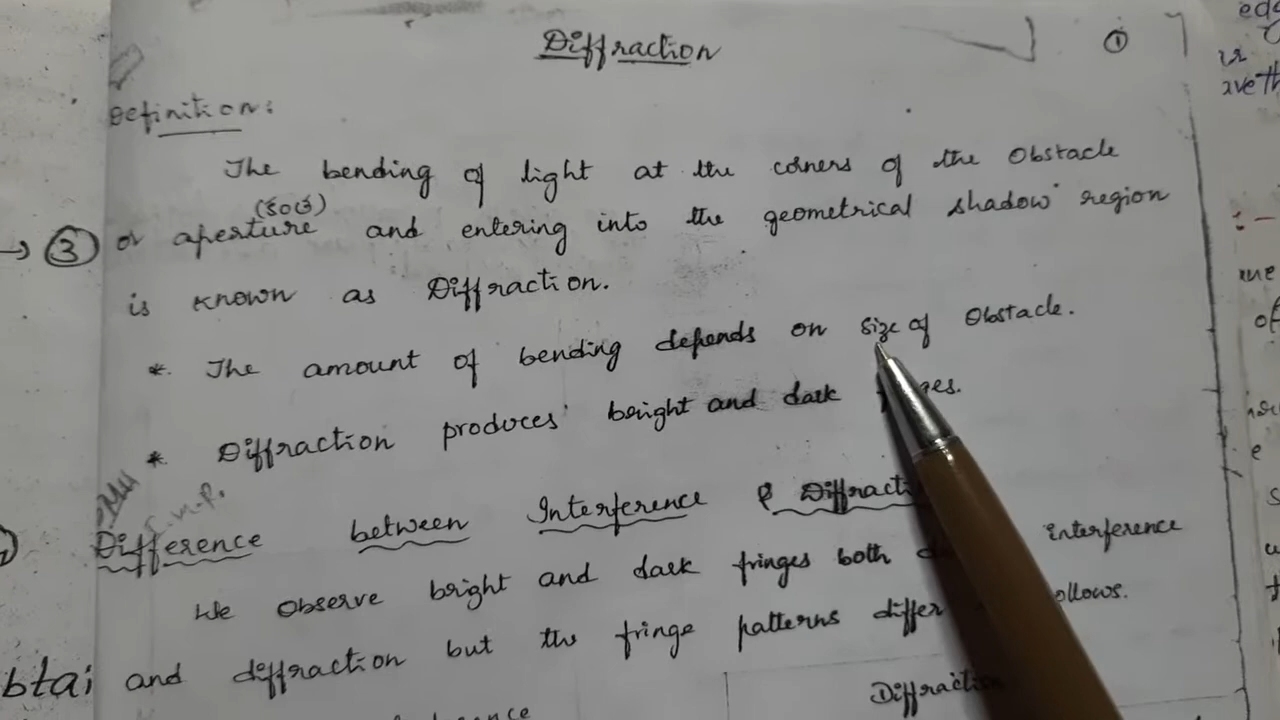 Diffraction
①
Definition:
The bending of light at the corners of the Obstacle
(రంధ్ర)
③ or aperture and entering into the geometrical shadow region
is known as Diffraction.
* The amount of bending depends on size of Obstacle.
* Diffraction produces bright and dark
Difference between Interference & Diffracti
We observe bright and dark fringes both interference
and diffraction but the fringe patterns differ ollows.
btai
Diffraction